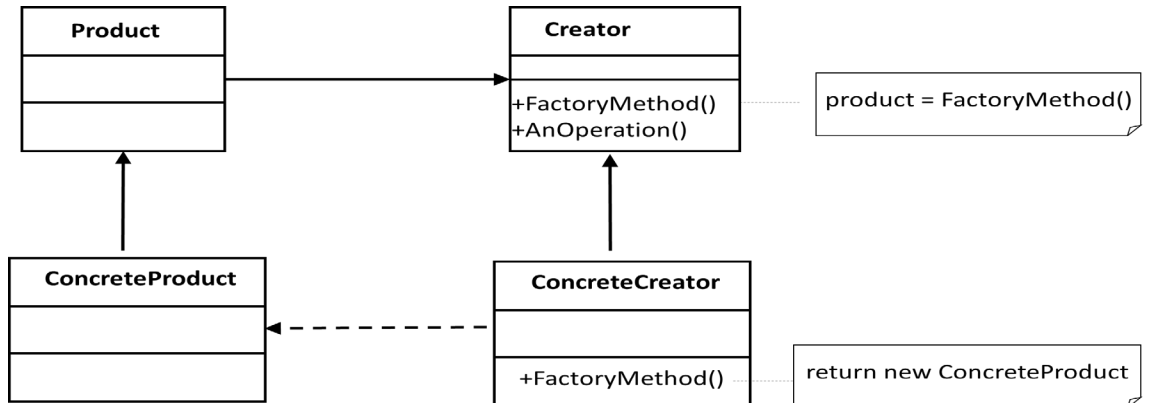 Product
Creator
+FactoryMethod()
+AnOperation()
product = FactoryMethod()
ConcreteProduct
ConcreteCreator
+FactoryMethod()
return new ConcreteProduct